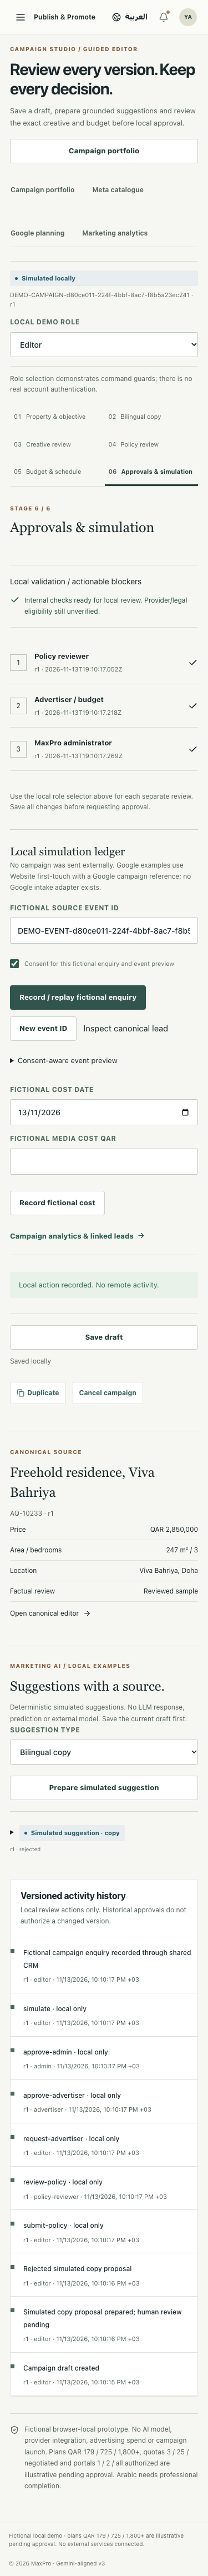 Publish & Promote
العربية
YA
CAMPAIGN STUDIO / GUIDED EDITOR
Review every version. Keep
every decision.
Save a draft, prepare grounded suggestions and review
the exact creative and budget before local approval.
Campaign portfolio
Campaign portfolio
Meta catalogue
Google planning
Marketing analytics
Simulated locally
DEMO-CAMPAIGN-d80ce011-224f-4bbf-8ac7-f8b5a23ec241 ·
r1
LOCAL DEMO ROLE
Editor
Role selection demonstrates command guards; there is no
real account authentication.
01 Property & objective
02 Bilingual copy
03 Creative review
04 Policy review
05 Budget & schedule
06 Approvals & simulation
STAGE 6 / 6
Approvals & simulation
Local validation / actionable blockers
Internal checks ready for local review. Provider/legal
eligibility still unverified.
1
Policy reviewer
r1 · 2026-11-13T19:10:17.052Z
2
Advertiser / budget
r1 · 2026-11-13T19:10:17.218Z
3
MaxPro administrator
r1 · 2026-11-13T19:10:17.269Z
Use the local role selector above for each separate review.
Save all changes before requesting approval.
Local simulation ledger
No campaign was sent externally. Google examples use
Website first-touch with a Google campaign reference; no
Google intake adapter exists.
FICTIONAL SOURCE EVENT ID
DEMO-EVENT-d80ce011-224f-4bbf-8ac7-f8b5
Consent for this fictional enquiry and event preview
Record / replay fictional enquiry
New event ID
Inspect canonical lead
Consent-aware event preview
FICTIONAL COST DATE
13/11/2026
FICTIONAL MEDIA COST QAR
Record fictional cost
Campaign analytics & linked leads →
Local action recorded. No remote activity.
Save draft
Saved locally
Duplicate
Cancel campaign
CANONICAL SOURCE
Freehold residence, Viva
Bahriya
AQ-10233 · r1
Price
QAR 2,850,000
Area / bedrooms
247 m² / 3
Location
Viva Bahriya, Doha
Factual review
Reviewed sample
Open canonical editor →
MARKETING AI / LOCAL EXAMPLES
Suggestions with a source.
Deterministic simulated suggestions. No LLM response,
prediction or external model. Save the current draft first.
SUGGESTION TYPE
Bilingual copy
Prepare simulated suggestion
Simulated suggestion · copy
r1 · rejected
Versioned activity history
Local review actions only. Historical approvals do not
authorize a changed version.
Fictional campaign enquiry recorded through shared
CRM
r1 · editor · 11/13/2026, 10:10:17 PM +03
simulate · local only
r1 · editor · 11/13/2026, 10:10:17 PM +03
approve-admin · local only
r1 · admin · 11/13/2026, 10:10:17 PM +03
approve-advertiser · local only
r1 · advertiser · 11/13/2026, 10:10:17 PM +03
request-advertiser · local only
r1 · editor · 11/13/2026, 10:10:17 PM +03
review-policy · local only
r1 · policy-reviewer · 11/13/2026, 10:10:17 PM +03
submit-policy · local only
r1 · editor · 11/13/2026, 10:10:17 PM +03
Rejected simulated copy proposal
r1 · editor · 11/13/2026, 10:10:16 PM +03
Simulated copy proposal prepared; human review
pending
r1 · editor · 11/13/2026, 10:10:16 PM +03
Campaign draft created
r1 · editor · 11/13/2026, 10:10:15 PM +03
Fictional browser-local prototype. No AI model,
provider integration, advertising spend or campaign
launch. Plans QAR 179 / 725 / 1,800+, quotas 3 / 25 /
negotiated and portals 1 / 2 / all authorized are
illustrative pending approval. Arabic needs professional
completion.
Fictional local demo · plans QAR 179 / 725 / 1,800+ are illustrative
pending approval. No external services connected.
© 2026 MaxPro · Gemini-aligned v3